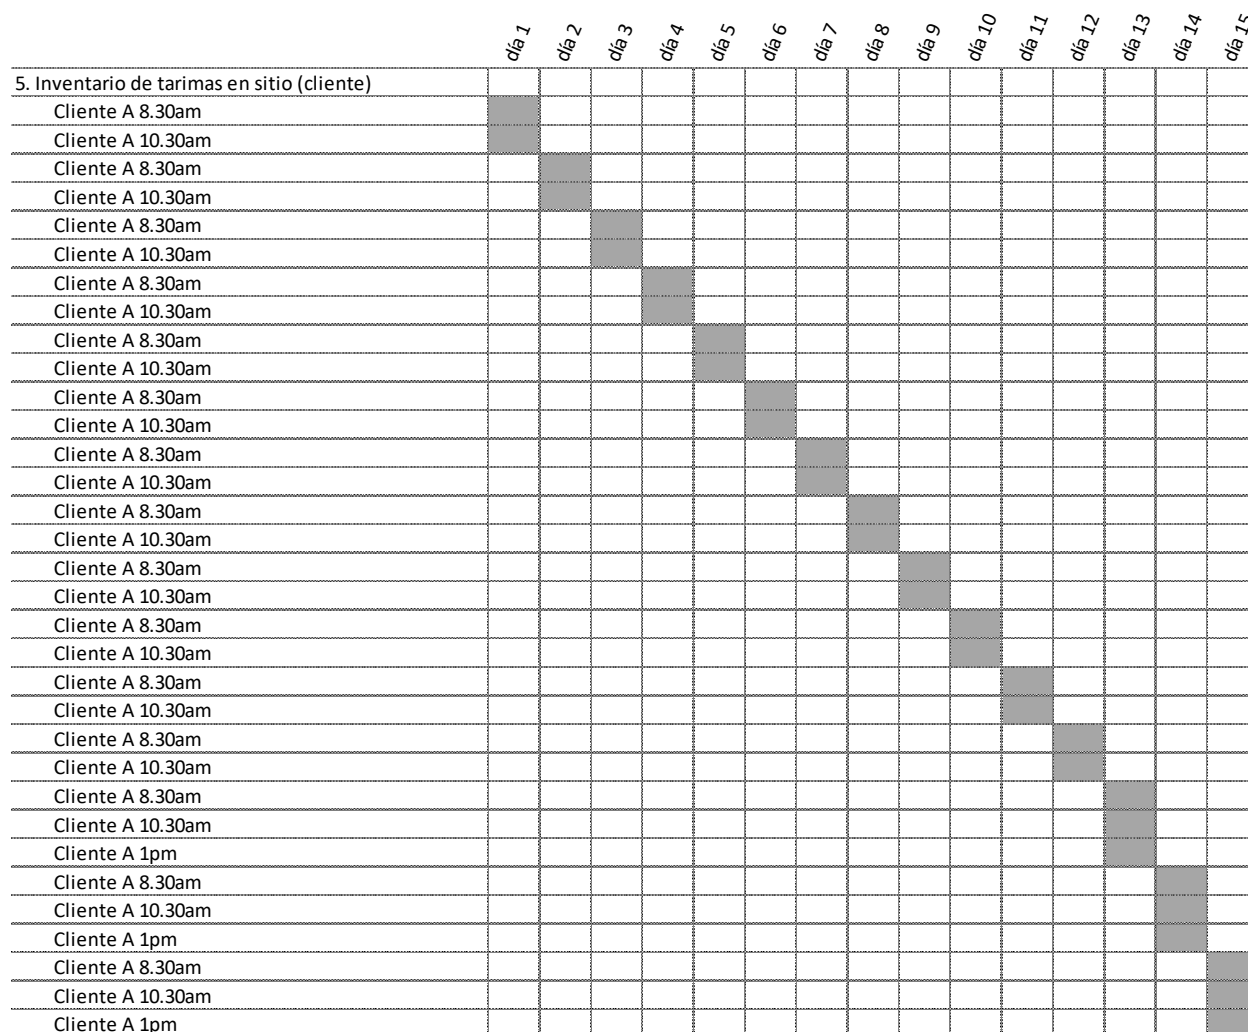 día 1 día 2 día 3 día 4 día 5 día 6 día 7 día 8 día 9 día 10 día 11 día 12 día 13 día 14 día 15
5. Inventario de tarimas en sitio (cliente)
Cliente A 8.30am
Cliente A 10.30am
Cliente A 8.30am
Cliente A 10.30am
Cliente A 8.30am
Cliente A 10.30am
Cliente A 8.30am
Cliente A 10.30am
Cliente A 8.30am
Cliente A 10.30am
Cliente A 8.30am
Cliente A 10.30am
Cliente A 8.30am
Cliente A 10.30am
Cliente A 8.30am
Cliente A 10.30am
Cliente A 8.30am
Cliente A 10.30am
Cliente A 8.30am
Cliente A 10.30am
Cliente A 8.30am
Cliente A 10.30am
Cliente A 8.30am
Cliente A 10.30am
Cliente A 8.30am
Cliente A 10.30am
Cliente A 1pm
Cliente A 8.30am
Cliente A 10.30am
Cliente A 1pm
Cliente A 8.30am
Cliente A 10.30am
Cliente A 1pm